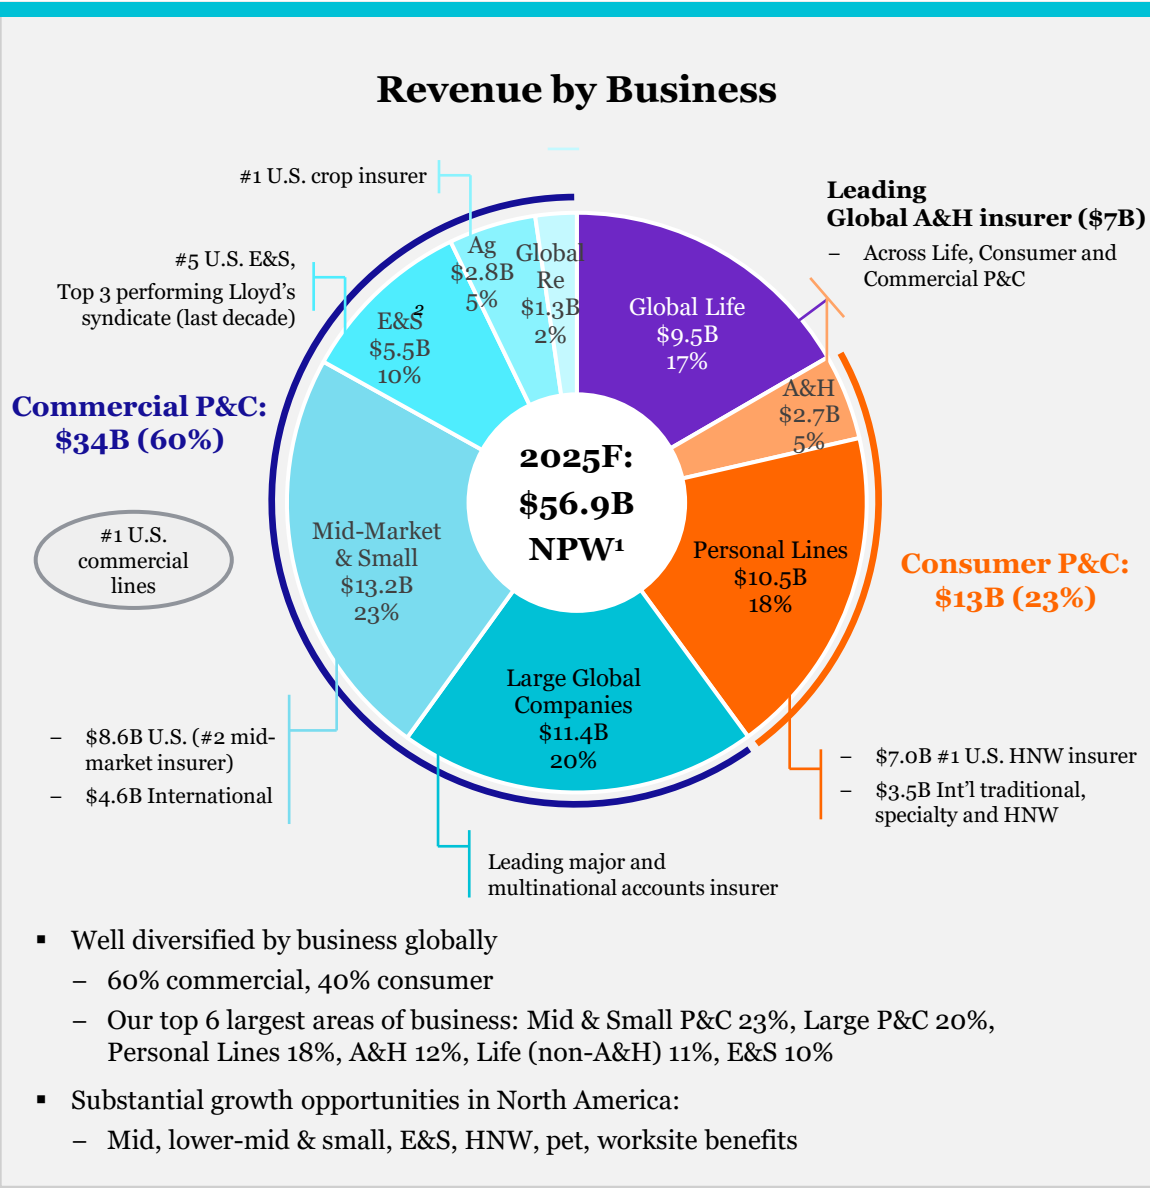 Revenue by Business
#1 U.S. crop insurer
Leading
Global A&H insurer ($7B)
– Across Life, Consumer and
Commercial P&C
#5 U.S. E&S,
Top 3 performing Lloyd’s
syndicate (last decade)
Ag
$2.8B
5%
Global
Re
$1.3B
2%
Global Life
$9.5B
17%
E&S²
$5.5B
10%
A&H
$2.7B
5%
Commercial P&C:
$34B (60%)
2025F:
$56.9B
NPW¹
#1 U.S.
commercial
lines
Mid-Market
& Small
$13.2B
23%
Personal Lines
$10.5B
18%
Consumer P&C:
$13B (23%)
Large Global
Companies
$11.4B
20%
– $8.6B U.S. (#2 mid-
market insurer)
– $4.6B International
– $7.0B #1 U.S. HNW insurer
– $3.5B Int’l traditional,
specialty and HNW
Leading major and
multinational accounts insurer
▪ Well diversified by business globally
– 60% commercial, 40% consumer
– Our top 6 largest areas of business: Mid & Small P&C 23%, Large P&C 20%,
Personal Lines 18%, A&H 12%, Life (non-A&H) 11%, E&S 10%
▪ Substantial growth opportunities in North America:
– Mid, lower-mid & small, E&S, HNW, pet, worksite benefits